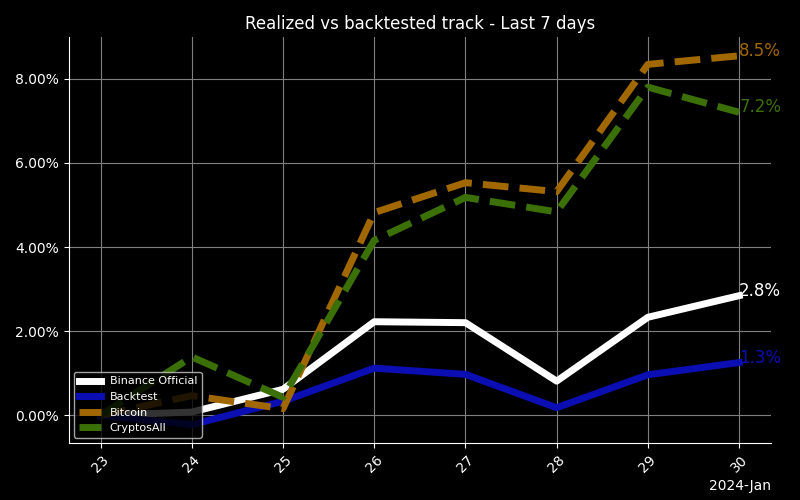 Realized vs backtested track - Last 7 days
8.00%
6.00%
4.00%
2.00%
0.00%
8.5%
7.2%
2.8%
1.3%
Binance Official
Backtest
Bitcoin
CryptosAll
23
24
25
26
27
28
29
30
2024-Jan